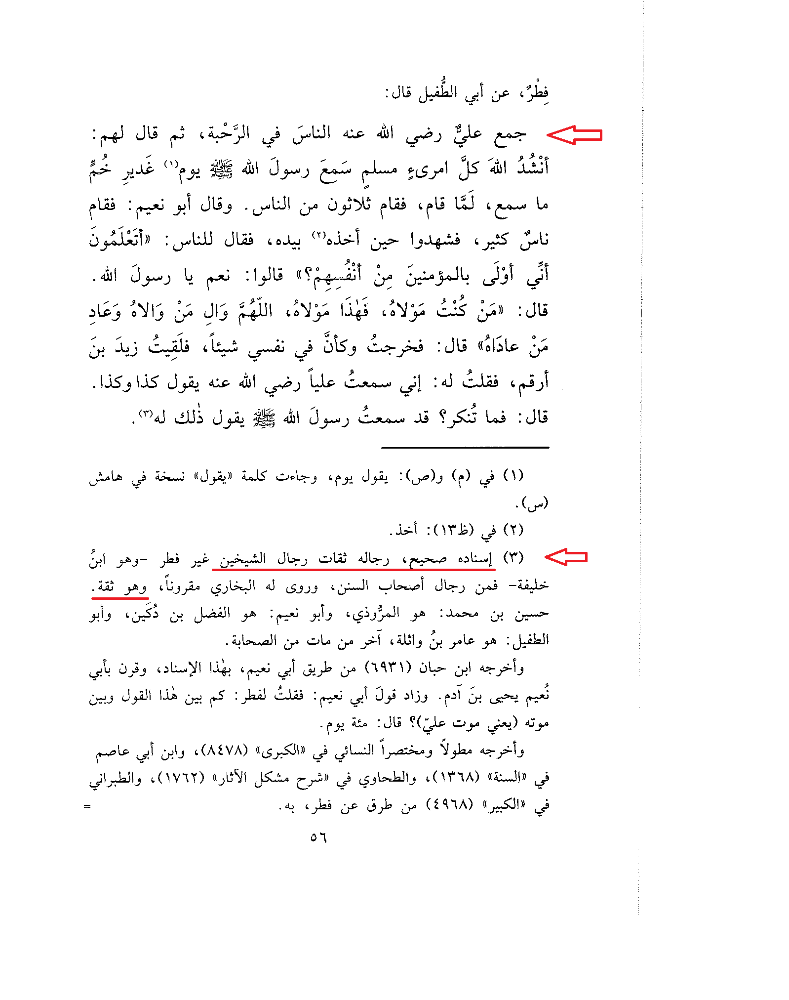 فِطْرٌ، عن أبي الطُّفيل قال:
جمع عليٌّ رضي الله عنه الناسَ في الرَّحْبة، ثم قال لهم:
أنْشُدُ اللهَ كلَّ امرىءٍ مسلمٍ سَمِعَ رسولَ الله ﷺ يوم(١) غَديرِ خُمٍّ
ما سمع، لَمَّا قام، فقام ثلاثون من الناس. وقال أبو نعيم: فقام
ناسٌ كثير، فشهدوا حين أخذه(٢) بيده، فقال للناس: «أتَعْلَمُونَ
أنِّي أوْلَى بالمؤمنينَ مِنْ أنْفُسِهِمْ؟» قالوا: نعم يا رسولَ الله.
قال: «مَنْ كُنْتُ مَوْلاهُ، فَهٰذَا مَوْلاهُ، اللّهُمَّ وَالِ مَنْ وَالاهُ وَعَادِ
مَنْ عادَاهُ» قال: فخرجتُ وكأنَّ في نفسي شيئاً، فلَقِيتُ زيدَ بنَ
أرقم، فقلتُ له: إني سمعتُ علياً رضي الله عنه يقول كذا وكذا.
قال: فما تُنكر؟ قد سمعتُ رسولَ الله ﷺ يقول ذٰلك له(٣).
(١) في (م) و(ص): يقول يوم، وجاءت كلمة «يقول» نسخة في هامش
(س).
(٢) في (ظ١٣): أخذ.
(٣) إسناده صحيح، رجاله ثقات رجال الشيخين غير فطر -وهو ابنُ
خليفة- فمن رجال أصحاب السنن، وروى له البخاري مقروناً، وهو ثقة.
حسين بن محمد: هو المرُّوذي، وأبو نعيم: هو الفضل بن دُكَين، وأبو
الطفيل: هو عامر بنُ واثلة، آخر من مات من الصحابة.
وأخرجه ابن حبان (٦٩٣١) من طريق أبي نعيم، بهٰذا الإسناد، وقرن بأبي
نُعيم يحيى بنَ آدم. وزاد قولَ أبي نعيم: فقلتُ لفطر: كم بين هٰذا القول وبين
موته (يعني موت عليّ)؟ قال: مئة يوم.
وأخرجه مطولاً ومختصراً النسائي في «الكبرى» (٨٤٧٨)، وابن أبي عاصم
في «السنة» (١٣٦٨)، والطحاوي في «شرح مشكل الآثار» (١٧٦٢)، والطبراني
في «الكبير» (٤٩٦٨) من طرق عن فطر، به. =
٥٦